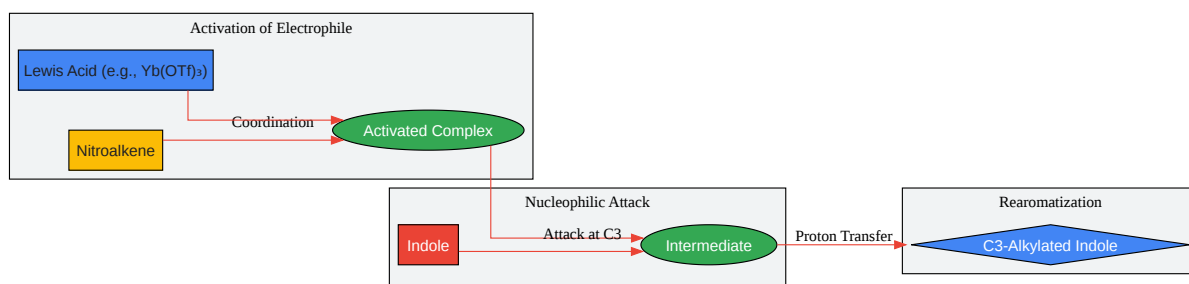 Activation of Electrophile
Lewis Acid (e.g., Yb(OTf)₃)
Coordination
Activated Complex
Nitroalkene
Nucleophilic Attack
Indole
Attack at C3
Intermediate
Proton Transfer
Rearomatization
C3-Alkylated Indole